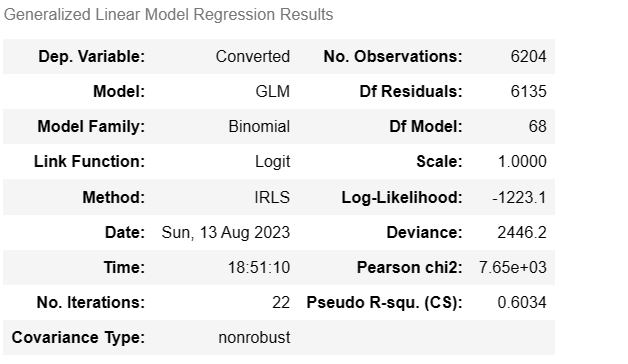 Generalized Linear Model Regression Results
Dep. Variable: Converted No. Observations: 6204
Model: GLM Df Residuals: 6135
Model Family: Binomial Df Model: 68
Link Function: Logit Scale: 1.0000
Method: IRLS Log-Likelihood: -1223.1
Date: Sun, 13 Aug 2023 Deviance: 2446.2
Time: 18:51:10 Pearson chi2: 7.65e+03
No. Iterations: 22 Pseudo R-squ. (CS): 0.6034
Covariance Type: nonrobust